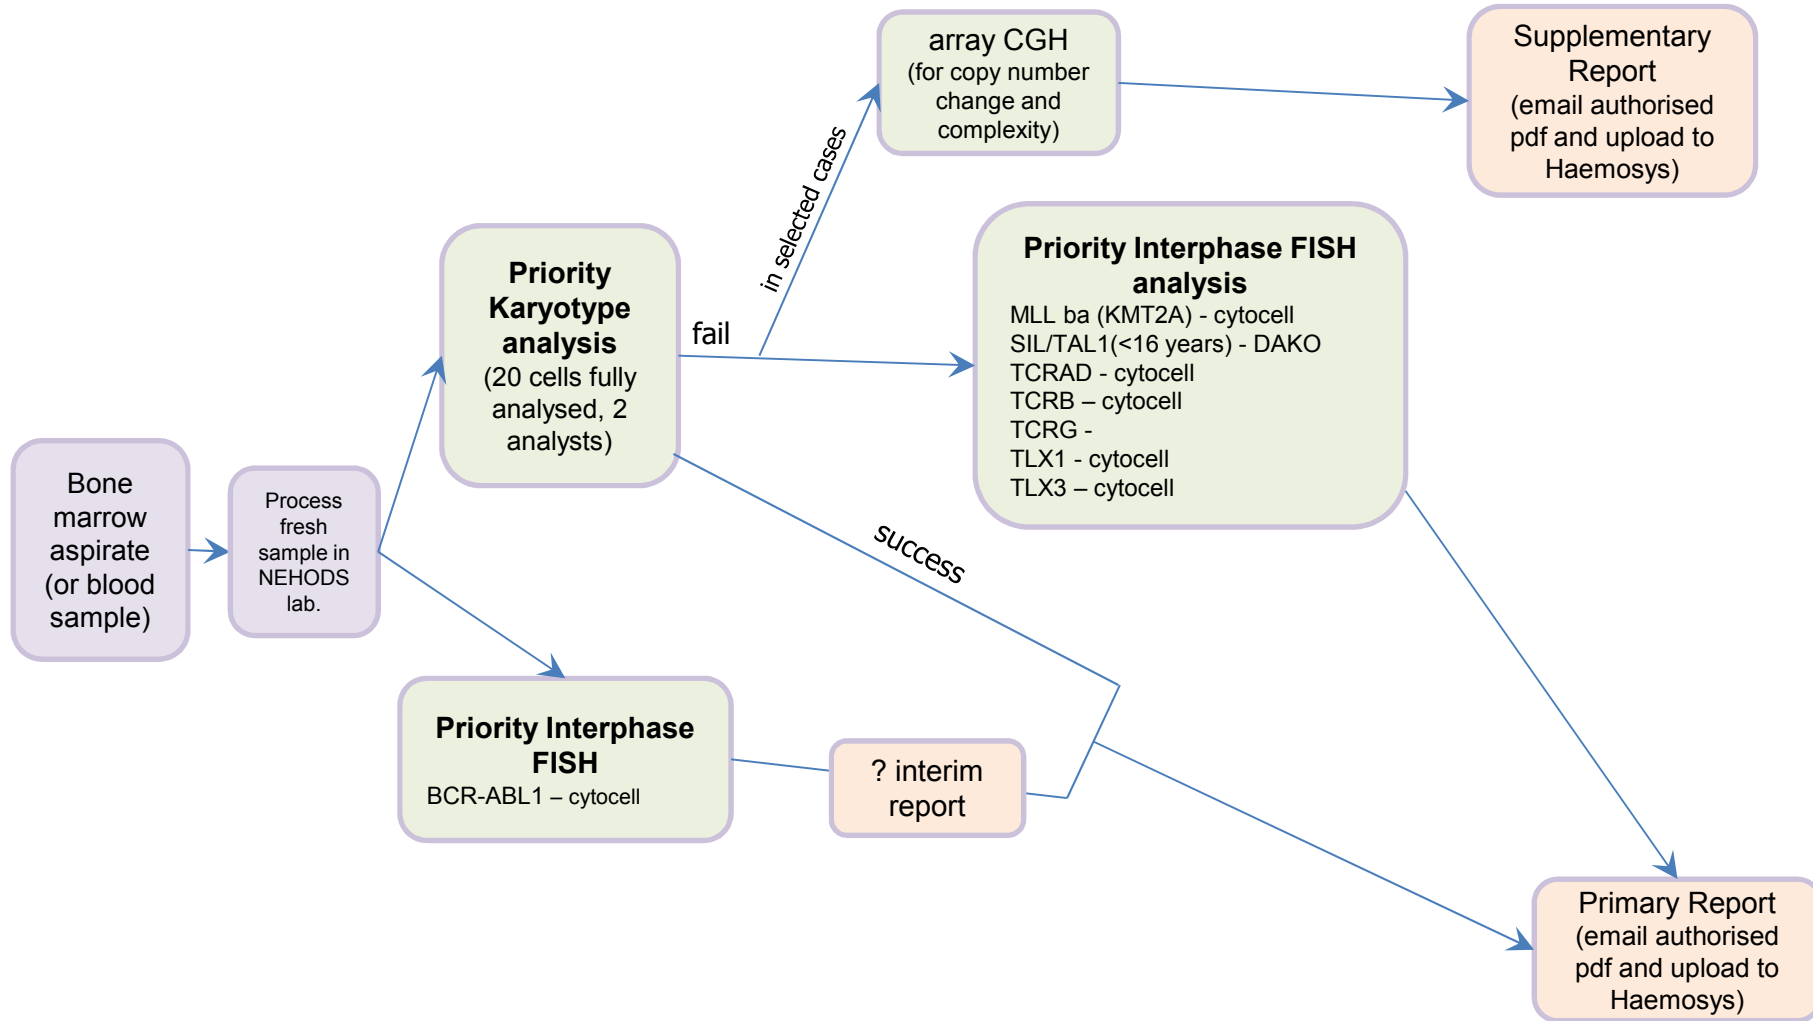 Bone
marrow
aspirate
(or blood
sample)
Process
fresh
sample in
NEHODS
lab.
Priority
Karyotype
analysis
(20 cells fully
analysed, 2
analysts)
fail
in selected cases
array CGH
(for copy number
change and
complexity)
Supplementary
Report
(email authorised
pdf and upload to
Haemosys)
Priority Interphase FISH
analysis
MLL ba (KMT2A) - cytocell
SIL/TAL1(<16 years) - DAKO
TCRAD - cytocell
TCRB – cytocell
TCRG -
TLX1 - cytocell
TLX3 – cytocell
success
Priority Interphase
FISH
BCR-ABL1 – cytocell
? interim
report
Primary Report
(email authorised
pdf and upload to
Haemosys)